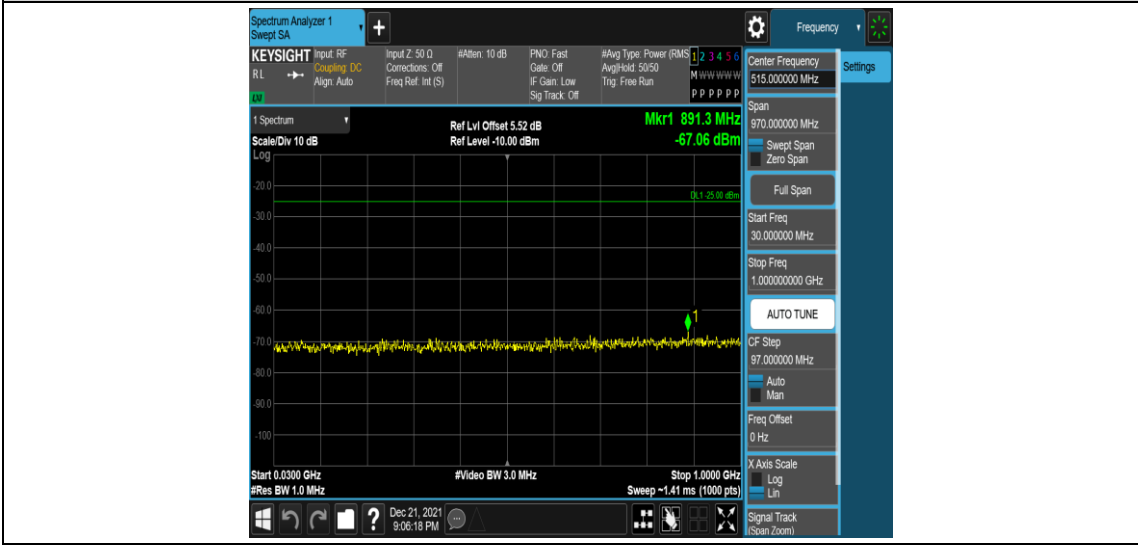 Spectrum Analyzer 1
Swept SA
+
Frequency
KEYSIGHT
RL
LM
Input: RF
Coupling: DC
Align: Auto
Input Z: 50 Ω
Corrections: Off
Freq Ref: Int (S)
#Atten: 10 dB
PNO: Fast
Gate: Off
IF Gain: Low
Sig Track: Off
#Avg Type: Power (RMS
Avg|Hold: 50/50
Trig: Free Run
1 2 3 4 5 6
M W W W W W
P P P P P P
1 Spectrum
Scale/Div 10 dB
Log
Ref Lvl Offset 5.52 dB
Ref Level -10.00 dBm
Mkr1 891.3 MHz
-67.06 dBm
DL1 -25.00 dBm
-20.0
-30.0
-40.0
-50.0
-60.0
-70.0
-80.0
-90.0
-100
1
Start 0.0300 GHz
#Res BW 1.0 MHz
#Video BW 3.0 MHz
Stop 1.0000 GHz
Sweep ~1.41 ms (1000 pts)
Center Frequency
515.000000 MHz
Settings
Span
970.000000 MHz
Swept Span
Zero Span
Full Span
Start Freq
30.000000 MHz
Stop Freq
1.000000000 GHz
AUTO TUNE
CF Step
97.000000 MHz
Auto
Man
Freq Offset
0 Hz
X Axis Scale
Log
Lin
Signal Track
(Span Zoom)
?
Dec 21, 2021
9:06:18 PM